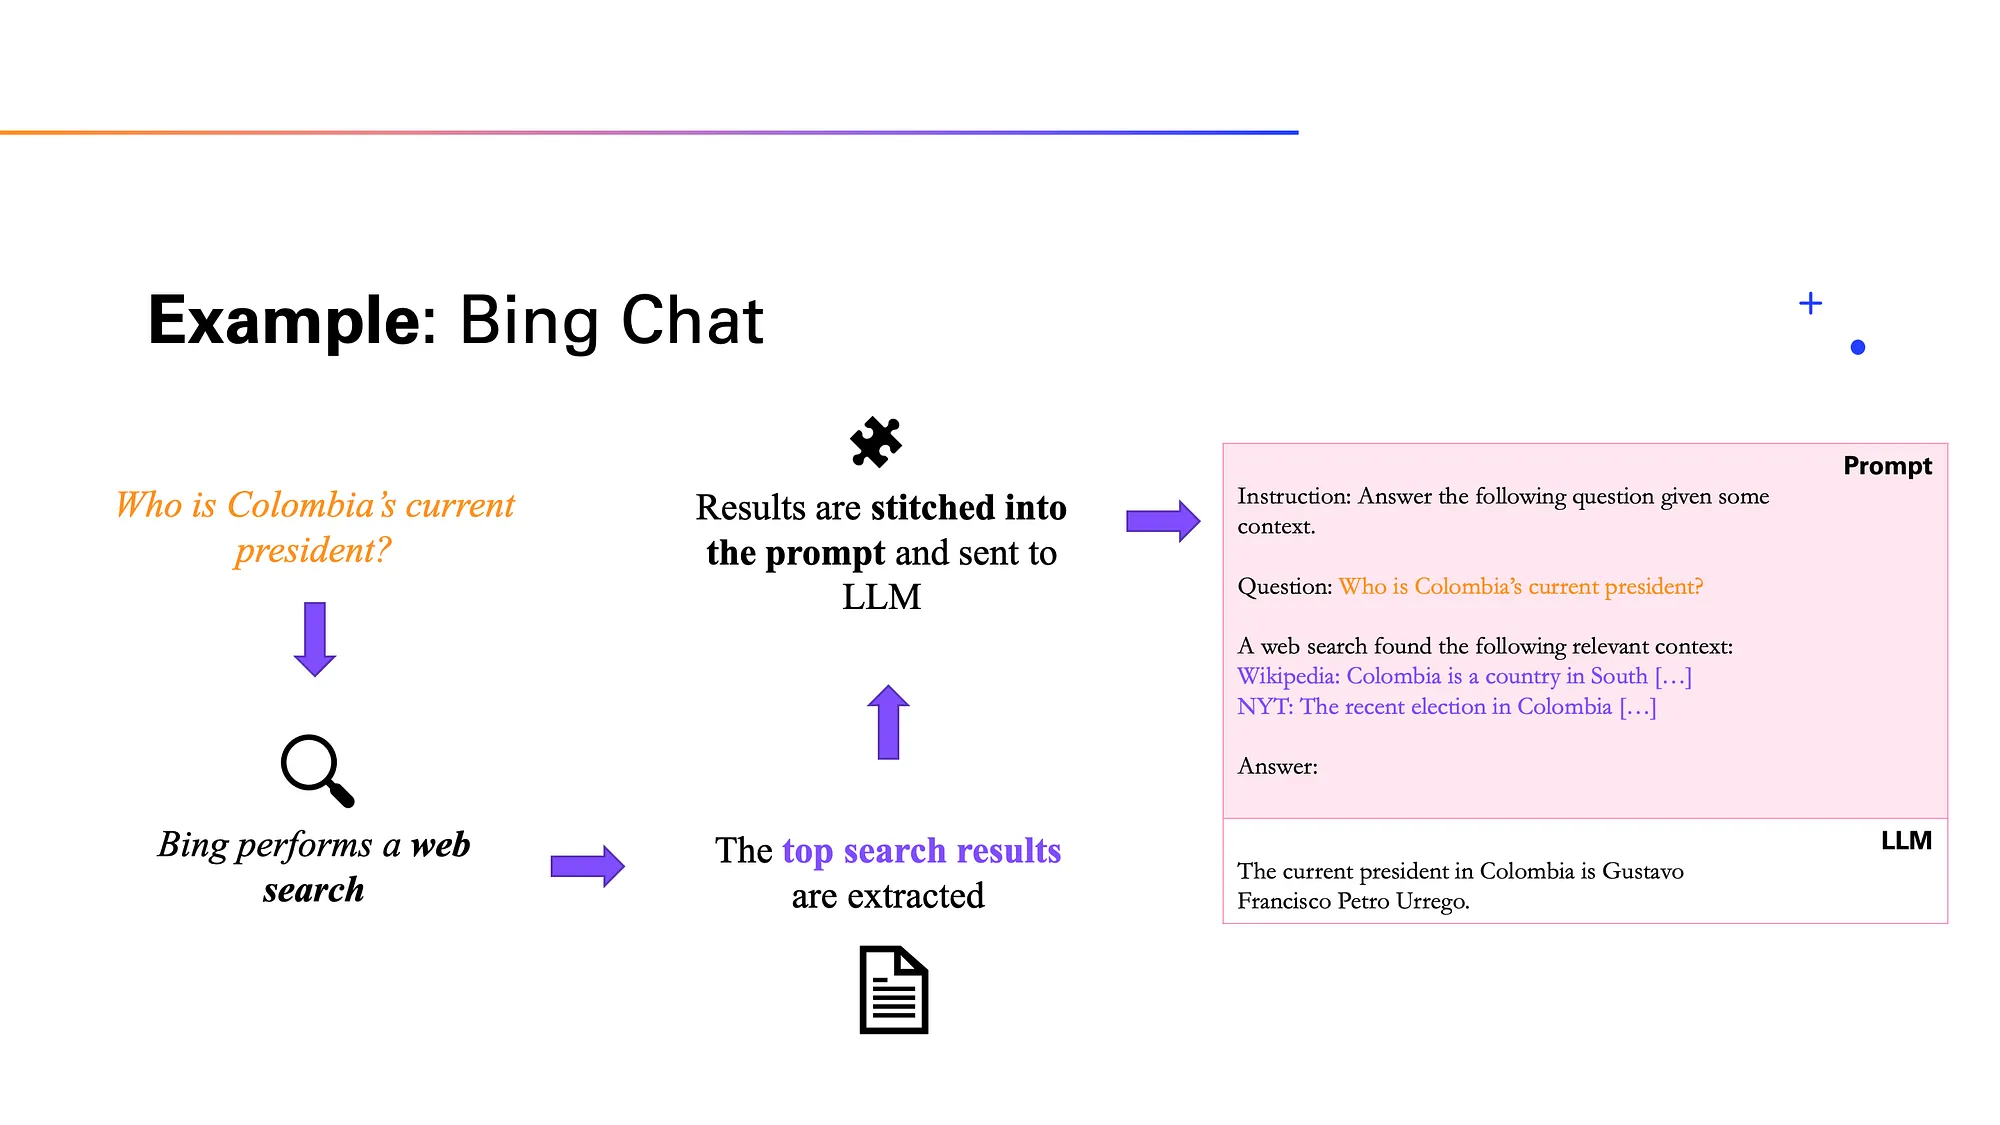 Example: Bing Chat
Who is Colombia’s current
president?
Bing performs a web
search
The top search results
are extracted
Results are stitched into
the prompt and sent to
LLM
Prompt
Instruction: Answer the following question given some
context.
Question: Who is Colombia’s current president?
A web search found the following relevant context:
Wikipedia: Colombia is a country in South […]
NYT: The recent election in Colombia […]
Answer:
LLM
The current president in Colombia is Gustavo
Francisco Petro Urrego.